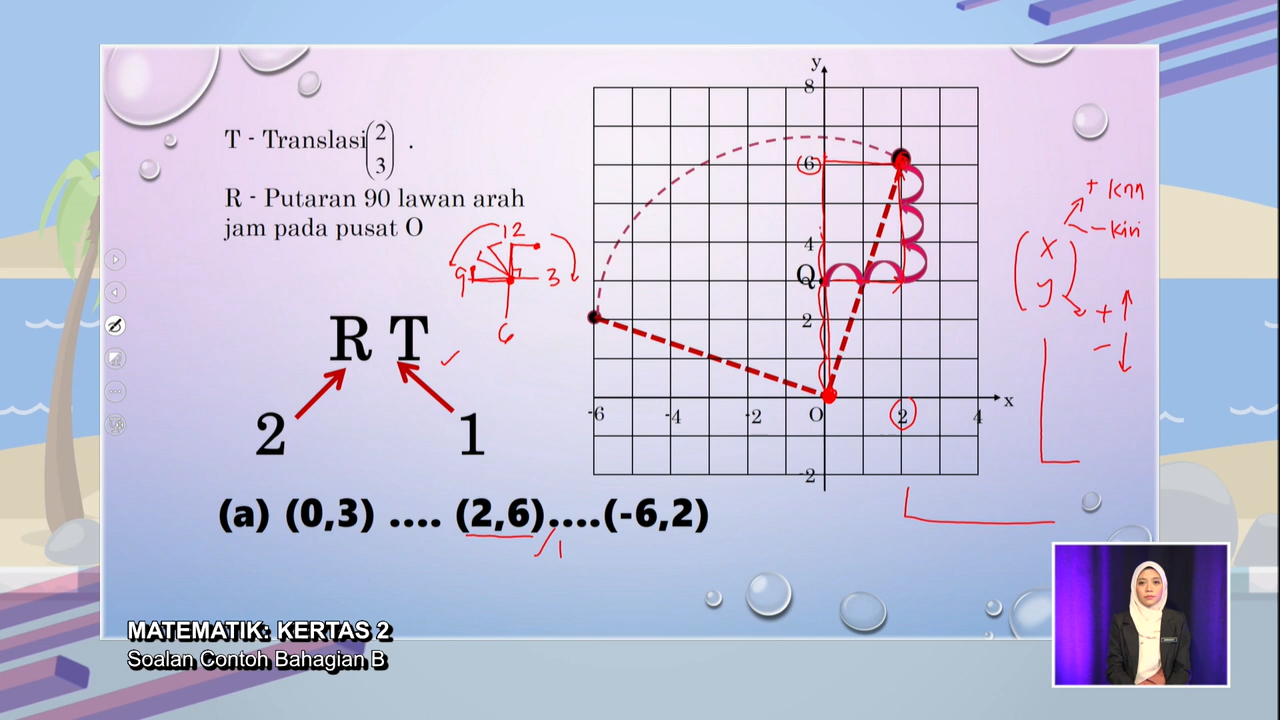 T - Translasi (2 3) .
R - Putaran 90 lawan arah
jam pada pusat O
12
9 3
6
R T
2 1
(a) (0,3) .... (2,6)....(-6,2)
/1
y
8
(6)
4
Q
2
-6 -4 -2 O 2 4 x
-2
+ knn
- kiri
(x y)
+
-
MATEMATIK: KERTAS 2
Soalan Contoh Bahagian B